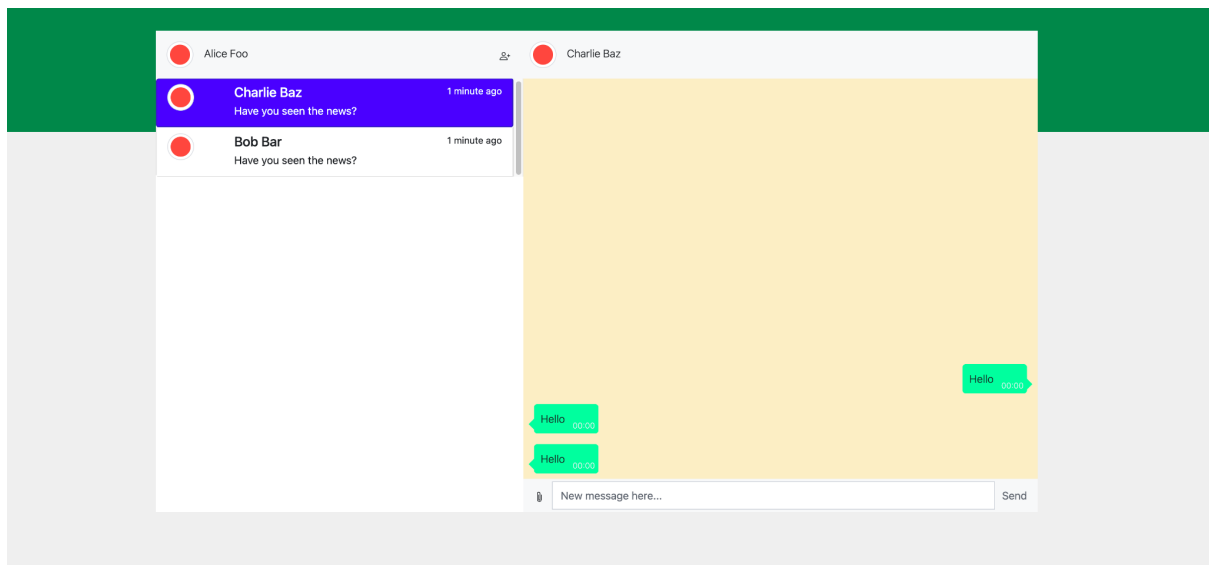 Alice Foo
Charlie Baz
1 minute ago
Have you seen the news?
Bob Bar
1 minute ago
Have you seen the news?
Charlie Baz
Hello 00:00
Hello 00:00
Hello 00:00
New message here...
Send